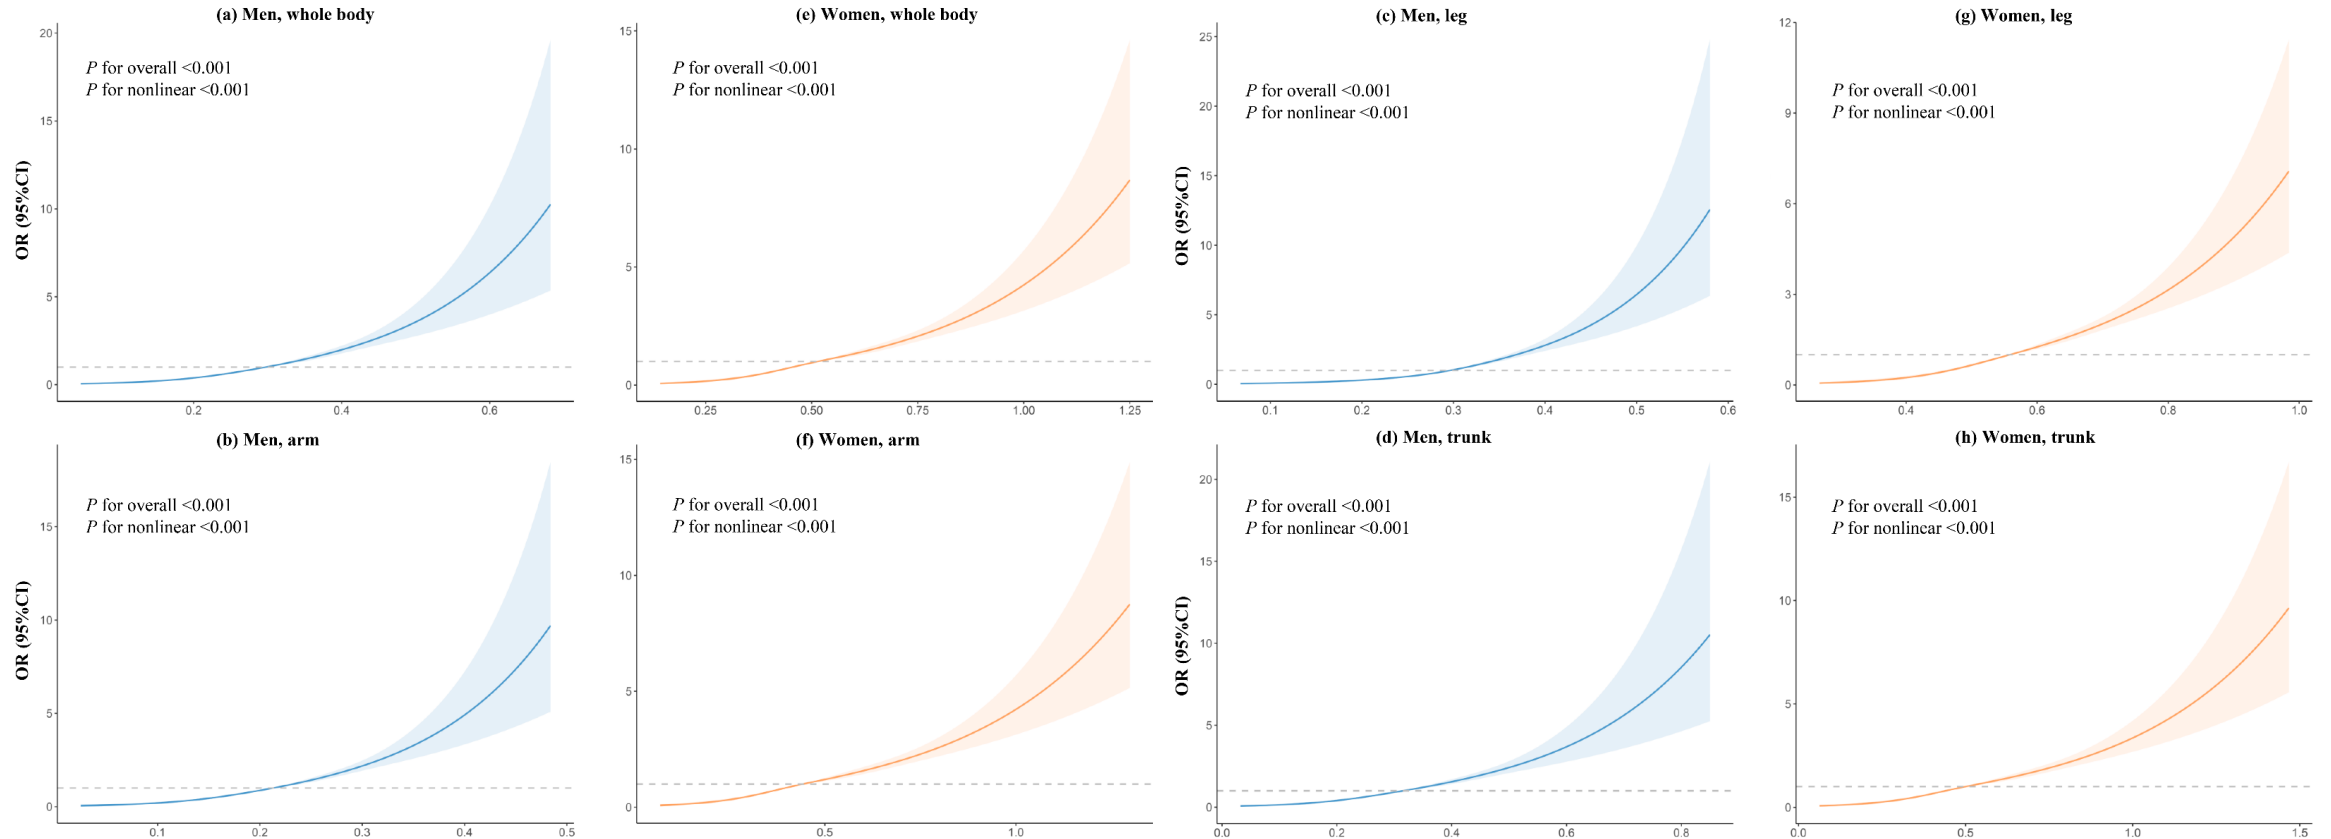 (a) Men, whole body
20
15
10
5
0
OR (95%CI)
P for overall <0.001
P for nonlinear <0.001
0.2 0.4 0.6
(e) Women, whole body
15
10
5
0
P for overall <0.001
P for nonlinear <0.001
0.25 0.50 0.75 1.00 1.25
(c) Men, leg
25
20
15
10
5
0
OR (95%CI)
P for overall <0.001
P for nonlinear <0.001
0.1 0.2 0.3 0.4 0.5 0.6
(g) Women, leg
12
9
6
3
0
P for overall <0.001
P for nonlinear <0.001
0.4 0.6 0.8 1.0
(b) Men, arm
15
10
5
0
OR (95%CI)
P for overall <0.001
P for nonlinear <0.001
0.1 0.2 0.3 0.4 0.5
(f) Women, arm
15
10
5
0
P for overall <0.001
P for nonlinear <0.001
0.5 1.0
(d) Men, trunk
20
15
10
5
0
OR (95%CI)
P for overall <0.001
P for nonlinear <0.001
0.0 0.2 0.4 0.6 0.8
(h) Women, trunk
15
10
5
0
P for overall <0.001
P for nonlinear <0.001
0.0 0.5 1.0 1.5